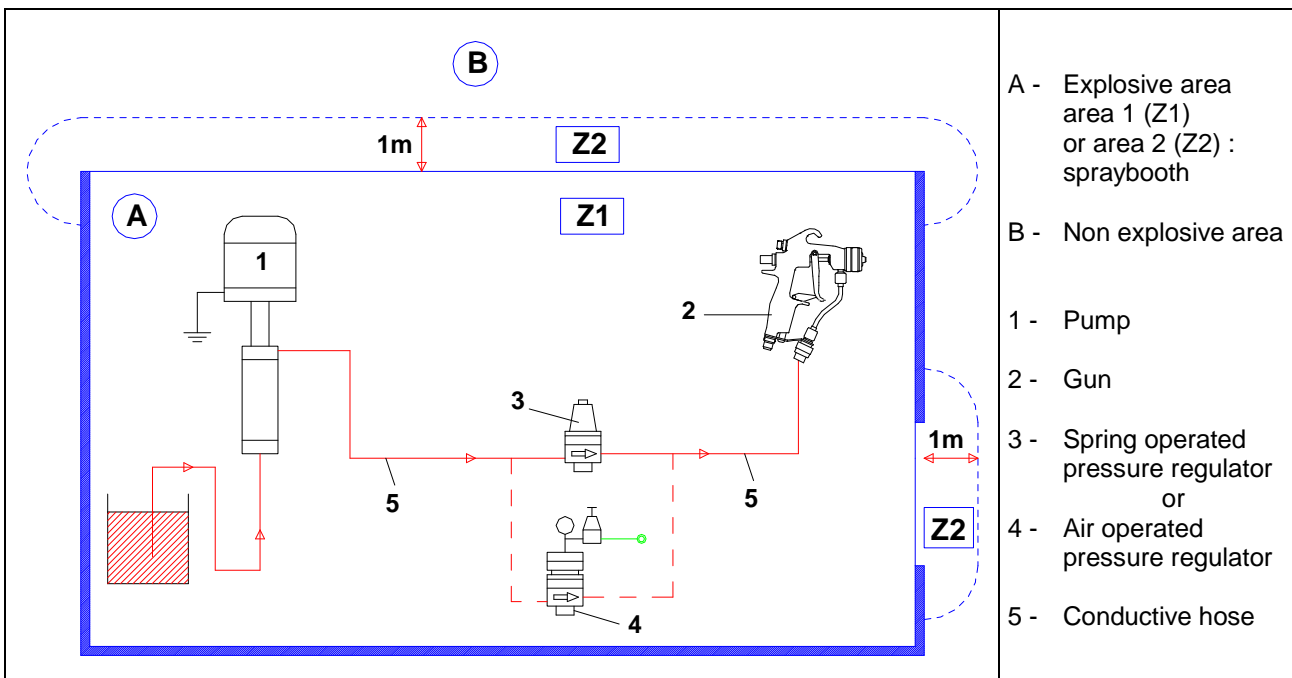 B
1m
Z2
A
Z1
1
2
3
1m
5
5
Z2
4
A - Explosive area
area 1 (Z1)
or area 2 (Z2) :
spraybooth
B - Non explosive area
1 - Pump
2 - Gun
3 - Spring operated
pressure regulator
or
4 - Air operated
pressure regulator
5 - Conductive hose